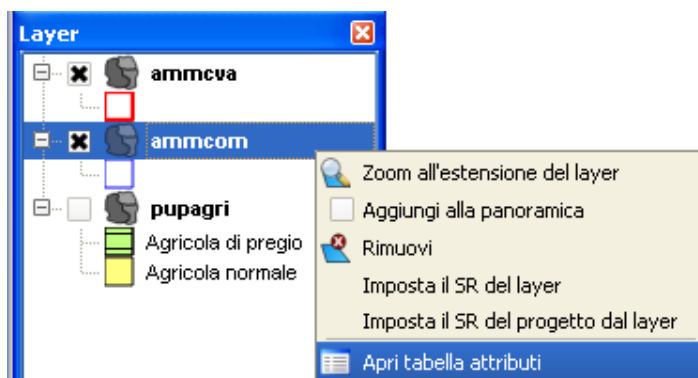 Layer
ammcva
ammcom
Zoom all'estensione del layer
Aggiungi alla panoramica
pupagri
Agricola di pregio
Rimuovi
Agricola normale
Imposta il SR del layer
Imposta il SR del progetto dal layer
Apri tabella attributi